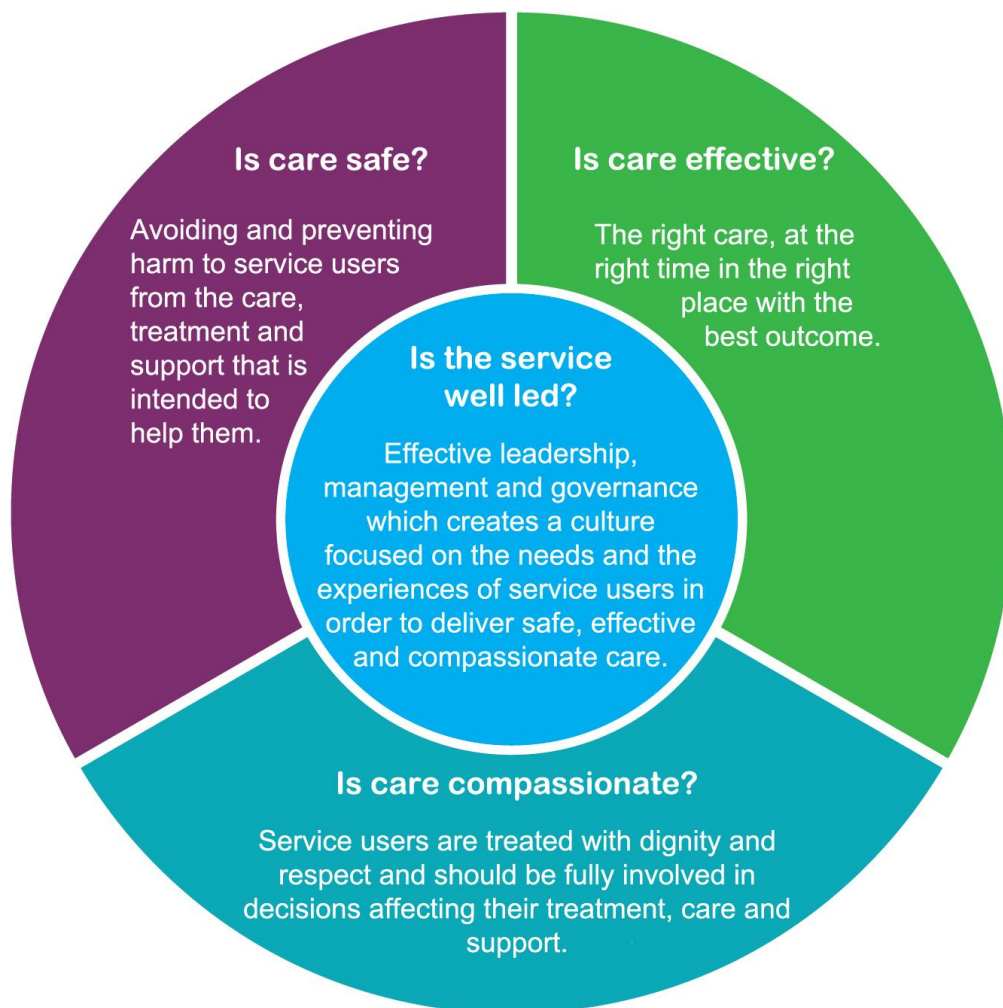 Is care safe?
Avoiding and preventing
harm to service users
from the care,
treatment and
support that is
intended to
help them.
Is care effective?
The right care, at the
right time in the right
place with the
best outcome.
Is the service
well led?
Effective leadership,
management and governance
which creates a culture
focused on the needs and the
experiences of service users in
order to deliver safe, effective
and compassionate care.
Is care compassionate?
Service users are treated with dignity and
respect and should be fully involved in
decisions affecting their treatment, care and
support.